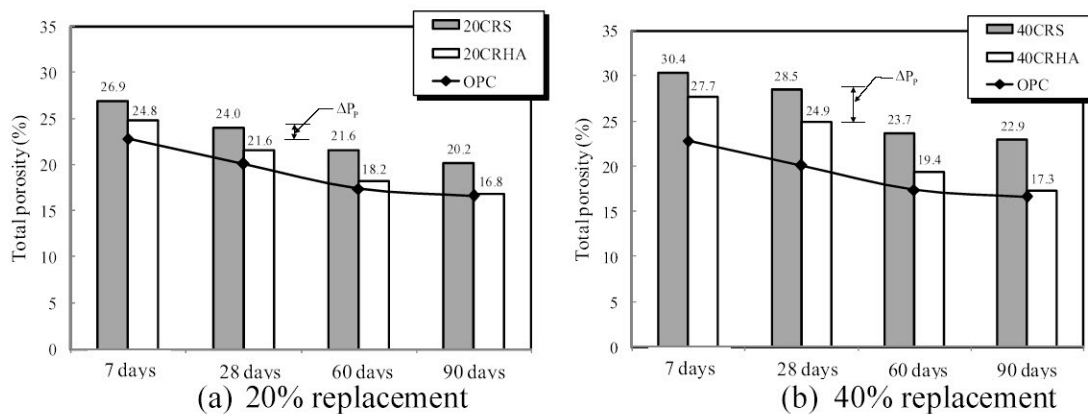 35
30
25
20
15
10
5
0
Total porosity (%)
20CRS
20CRHA
OPC
26.9
24.8
24.0
21.6
21.6
18.2
20.2
16.8
ΔPP
7 days
28 days
60 days
90 days
(a) 20% replacement
35
30
25
20
15
10
5
0
Total porosity (%)
40CRS
40CRHA
OPC
30.4
27.7
28.5
24.9
23.7
19.4
22.9
17.3
ΔPP
7 days
28 days
60 days
90 days
(b) 40% replacement